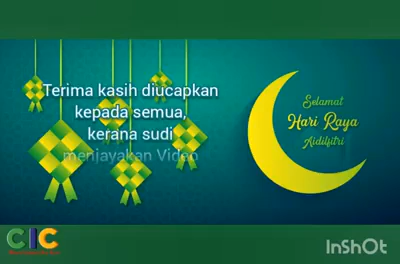 Terima kasih diucapkan
kepada semua,
kerana sudi
menjayakan Video
Selamat
Hari Raya
Aidilfitri
CIC
INSHOT